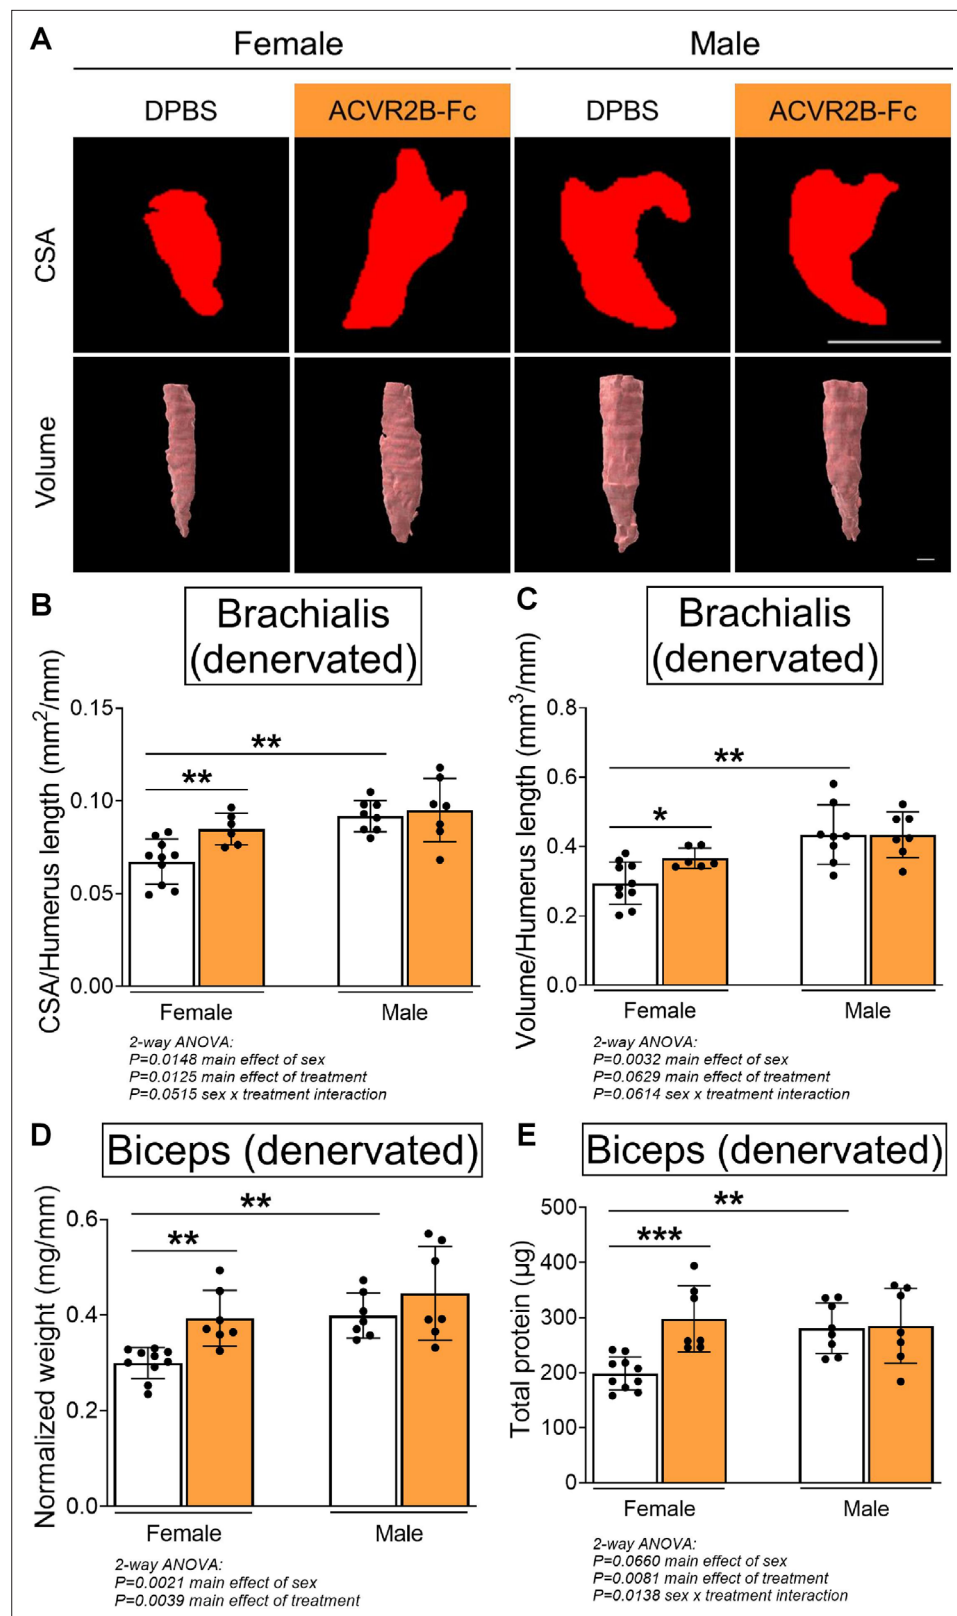 A
Female
Male
DPBS
ACVR2B-Fc
DPBS
ACVR2B-Fc
CSA
Volume
B
Brachialis
(denervated)
CSA/Humerus length (mm²/mm)
0.15
0.10
0.05
0.00
**
**
Female
Male
2-way ANOVA:
P=0.0148 main effect of sex
P=0.0125 main effect of treatment
P=0.0515 sex x treatment interaction
C
Brachialis
(denervated)
Volume/Humerus length (mm³/mm)
0.8
0.6
0.4
0.2
0.0
**
*
Female
Male
2-way ANOVA:
P=0.0032 main effect of sex
P=0.0629 main effect of treatment
P=0.0614 sex x treatment interaction
D
Biceps (denervated)
Normalized weight (mg/mm)
0.6
0.4
0.2
0.0
**
**
Female
Male
2-way ANOVA:
P=0.0021 main effect of sex
P=0.0039 main effect of treatment
E
Biceps (denervated)
Total protein (µg)
500
400
300
200
100
0
**
***
Female
Male
2-way ANOVA:
P=0.0660 main effect of sex
P=0.0081 main effect of treatment
P=0.0138 sex x treatment interaction